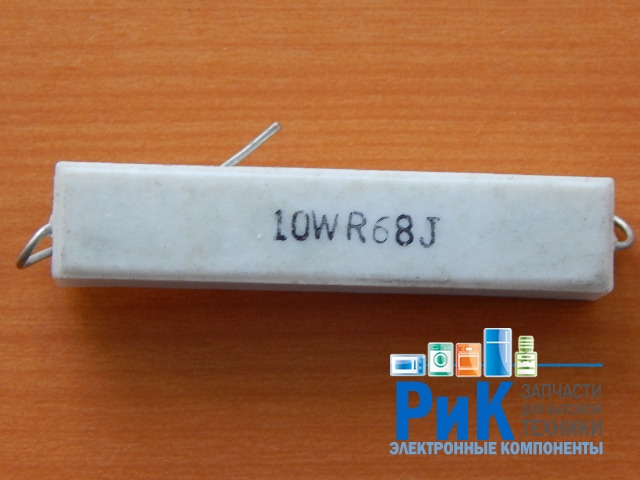 10WR68J
РиК
ЗАПЧАСТИ
ДЛЯ БЫТОВОЙ
ТЕХНИКИ
ЭЛЕКТРОННЫЕ КОМПОНЕНТЫ